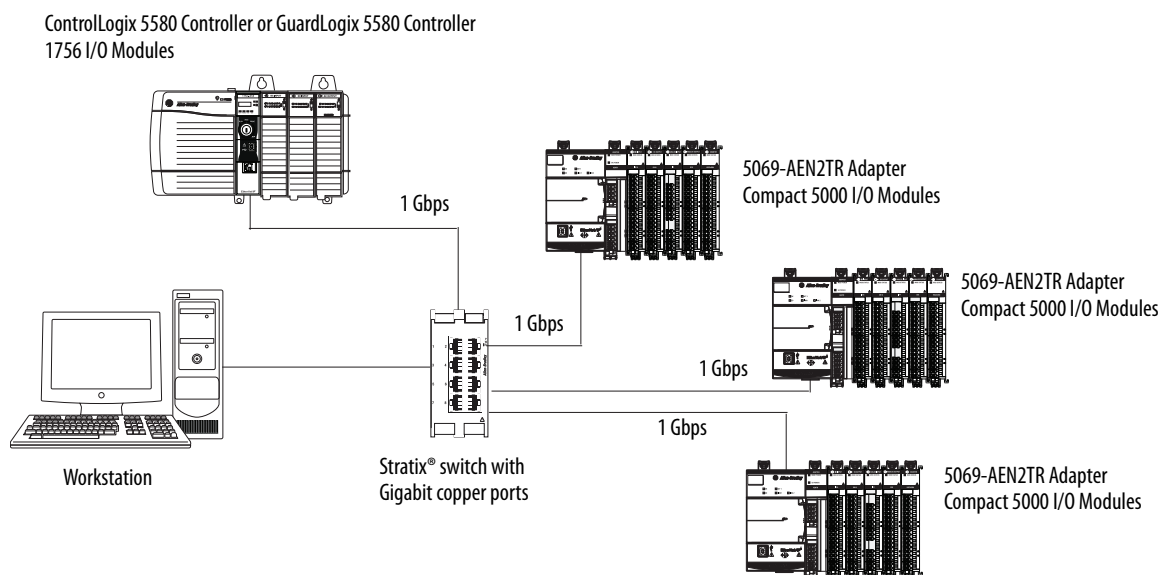 ControlLogix 5580 Controller or GuardLogix 5580 Controller
1756 I/O Modules
1 Gbps
5069-AEN2TR Adapter
Compact 5000 I/O Modules
5069-AEN2TR Adapter
Compact 5000 I/O Modules
1 Gbps
1 Gbps
1 Gbps
Workstation
Stratix® switch with
Gigabit copper ports
5069-AEN2TR Adapter
Compact 5000 I/O Modules